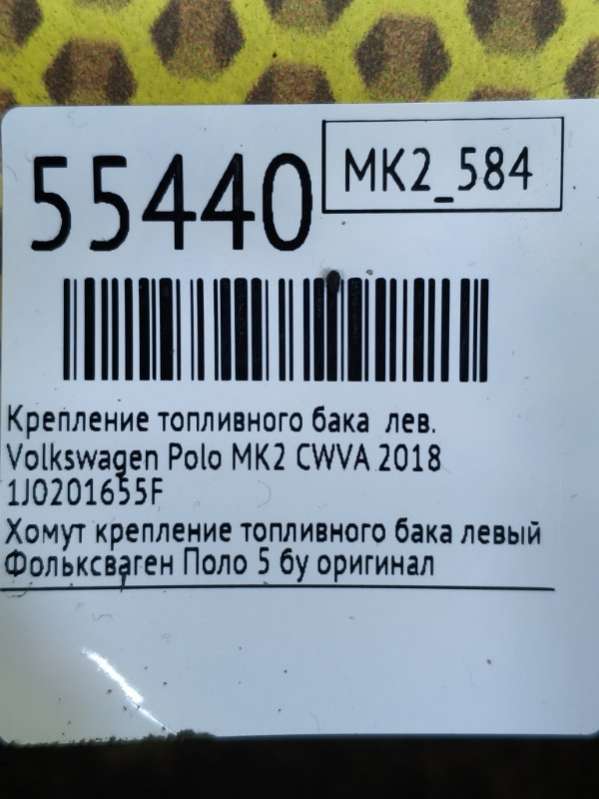 55440
MK2_584
Крепление топливного бака лев.
Volkswagen Polo MK2 CWVA 2018
1J0201655F
Хомут крепление топливного бака левый
Фольксваген Поло 5 бу оригинал